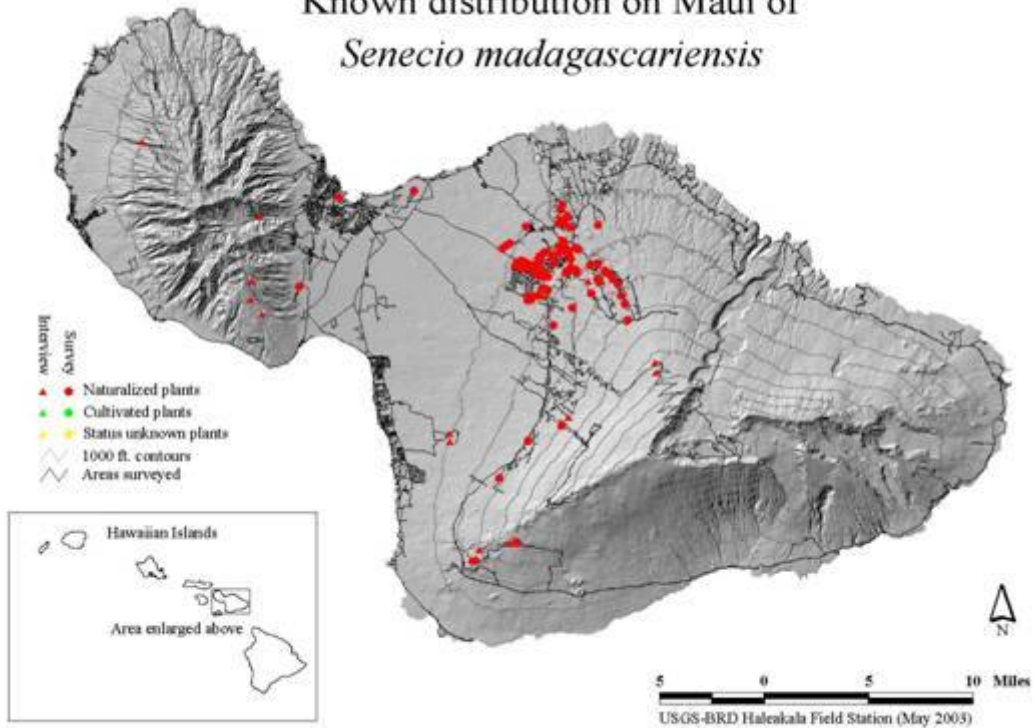 Known distribution on Maui of
Senecio madagascariensis
Interview
Survey
Naturalized plants
Cultivated plants
Status unknown plants
1000 ft. contours
Areas surveyed
Hawaiian Islands
Area enlarged above
N
5 0 5 10 Miles
USGS-BRD Haleakala Field Station (May 2003)